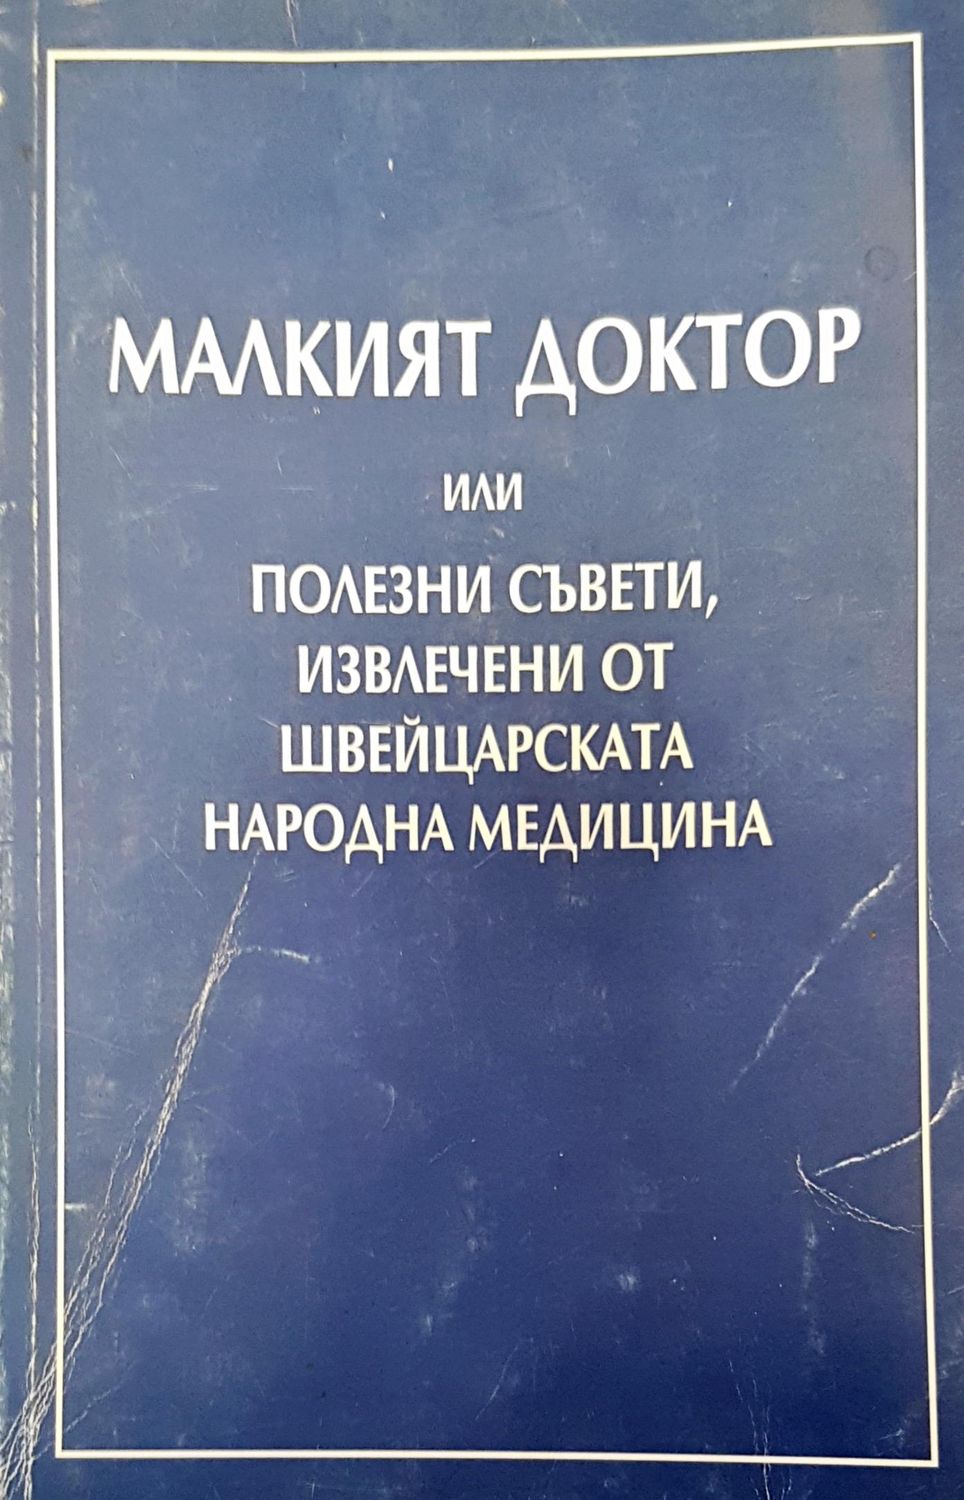 МАЛКИЯТ ДОКТОР
или
ПОЛЕЗНИ СЪВЕТИ,
ИЗВЛЕЧЕНИ ОТ
ШВЕЙЦАРСКАТА
НАРОДНА МЕДИЦИНА